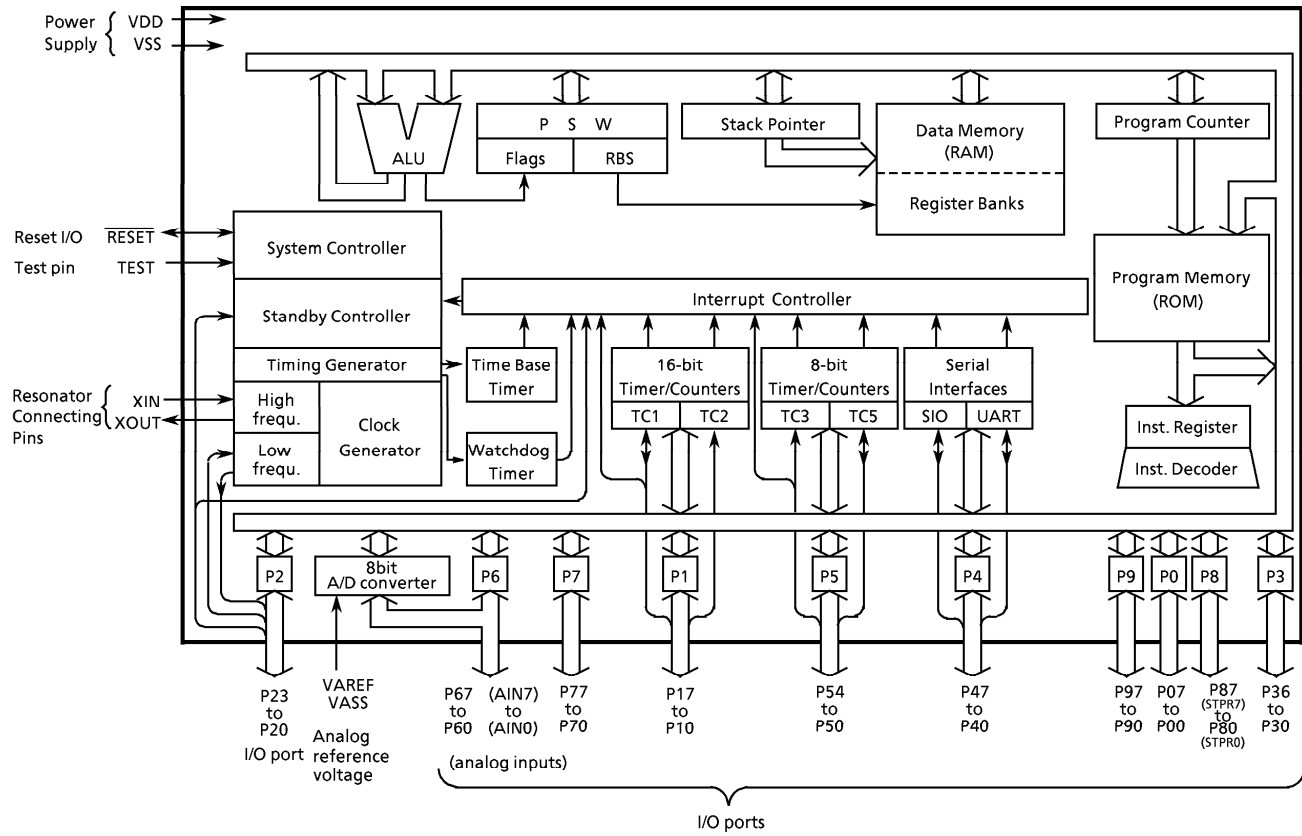 Power VDD
Supply VSS
P S W
Stack Pointer
Data Memory
(RAM)
Program Counter
ALU
Flags
RBS
Register Banks
Reset I/O RESET
Test pin TEST
System Controller
Program Memory
(ROM)
Interrupt Controller
Standby Controller
Timing Generator
Time Base
Timer
16-bit
Timer/Counters
8-bit
Timer/Counters
Serial
Interfaces
TC1
TC2
TC3
TC5
SIO
UART
Resonator
Connecting
Pins
XIN
XOUT
High
frequ.
Clock
Generator
Low
frequ.
Watchdog
Timer
Inst. Register
Inst. Decoder
P2
8bit
A/D converter
P6
P7
P1
P5
P4
P9
P0
P8
P3
P23
to
P20
I/O port
VAREF
VASS
Analog
reference
voltage
P67
to
P60
(AIN7)
to
(AIN0)
(analog inputs)
P77
to
P70
P17
to
P10
P54
to
P50
P47
to
P40
P97
to
P90
P07
to
P00
P87
(STPR7)
to
P80
(STPR0)
P36
to
P30
I/O ports